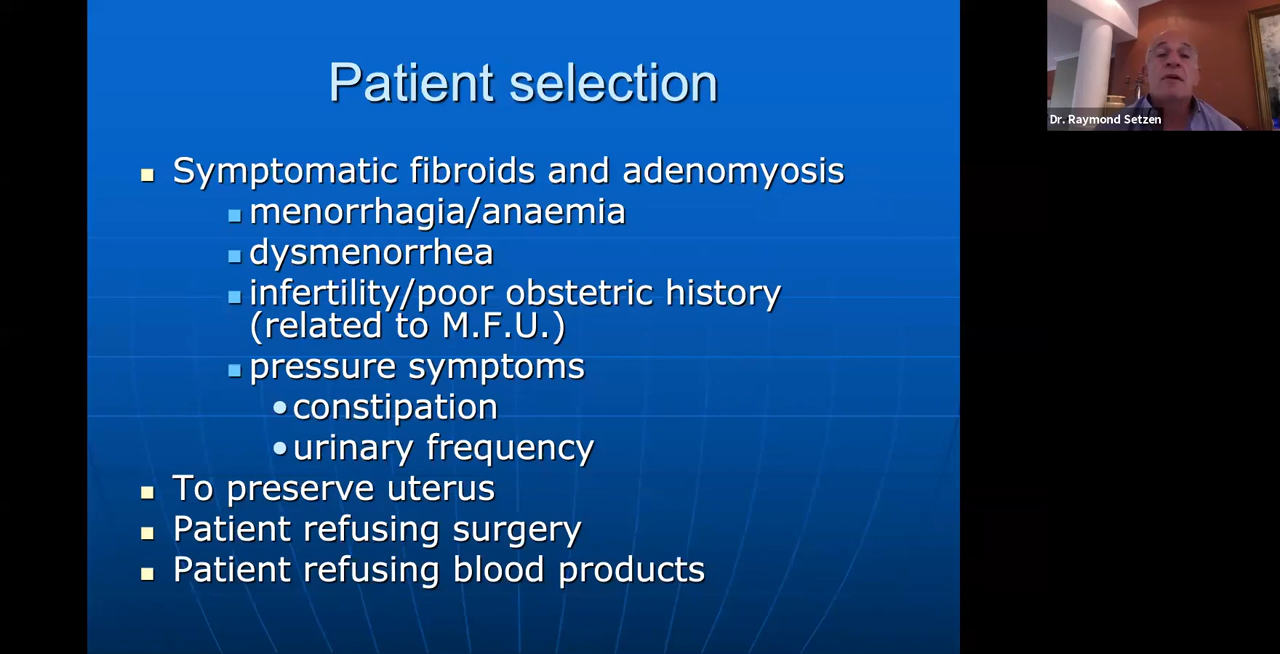 Patient selection
Symptomatic fibroids and adenomyosis
menorrhagia/anaemia
dysmenorrhea
infertility/poor obstetric history
(related to M.F.U.)
pressure symptoms
constipation
urinary frequency
To preserve uterus
Patient refusing surgery
Patient refusing blood products
Dr. Raymond Setzen